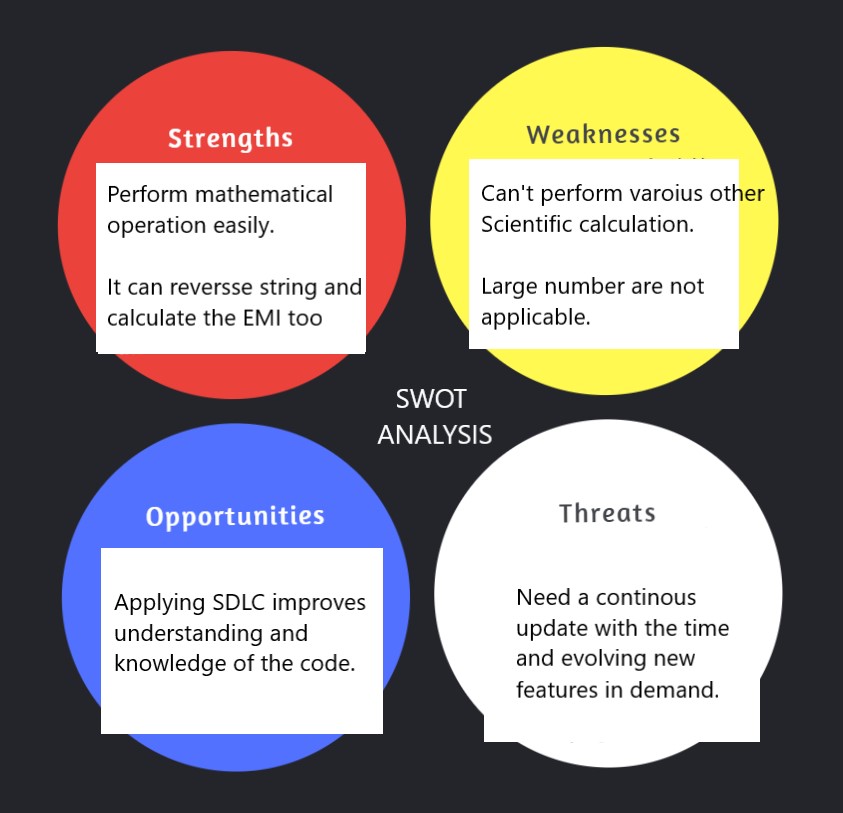 Strengths
Perform mathematical
operation easily.
It can reversse string and
calculate the EMI too
Weaknesses
Can't perform varoius other
Scientific calculation.
Large number are not
applicable.
SWOT
ANALYSIS
Opportunities
Applying SDLC improves
understanding and
knowledge of the code.
Threats
Need a continous
update with the time
and evolving new
features in demand.